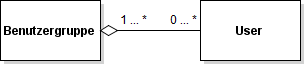 1 ... * 0 ... *
Benutzergruppe User